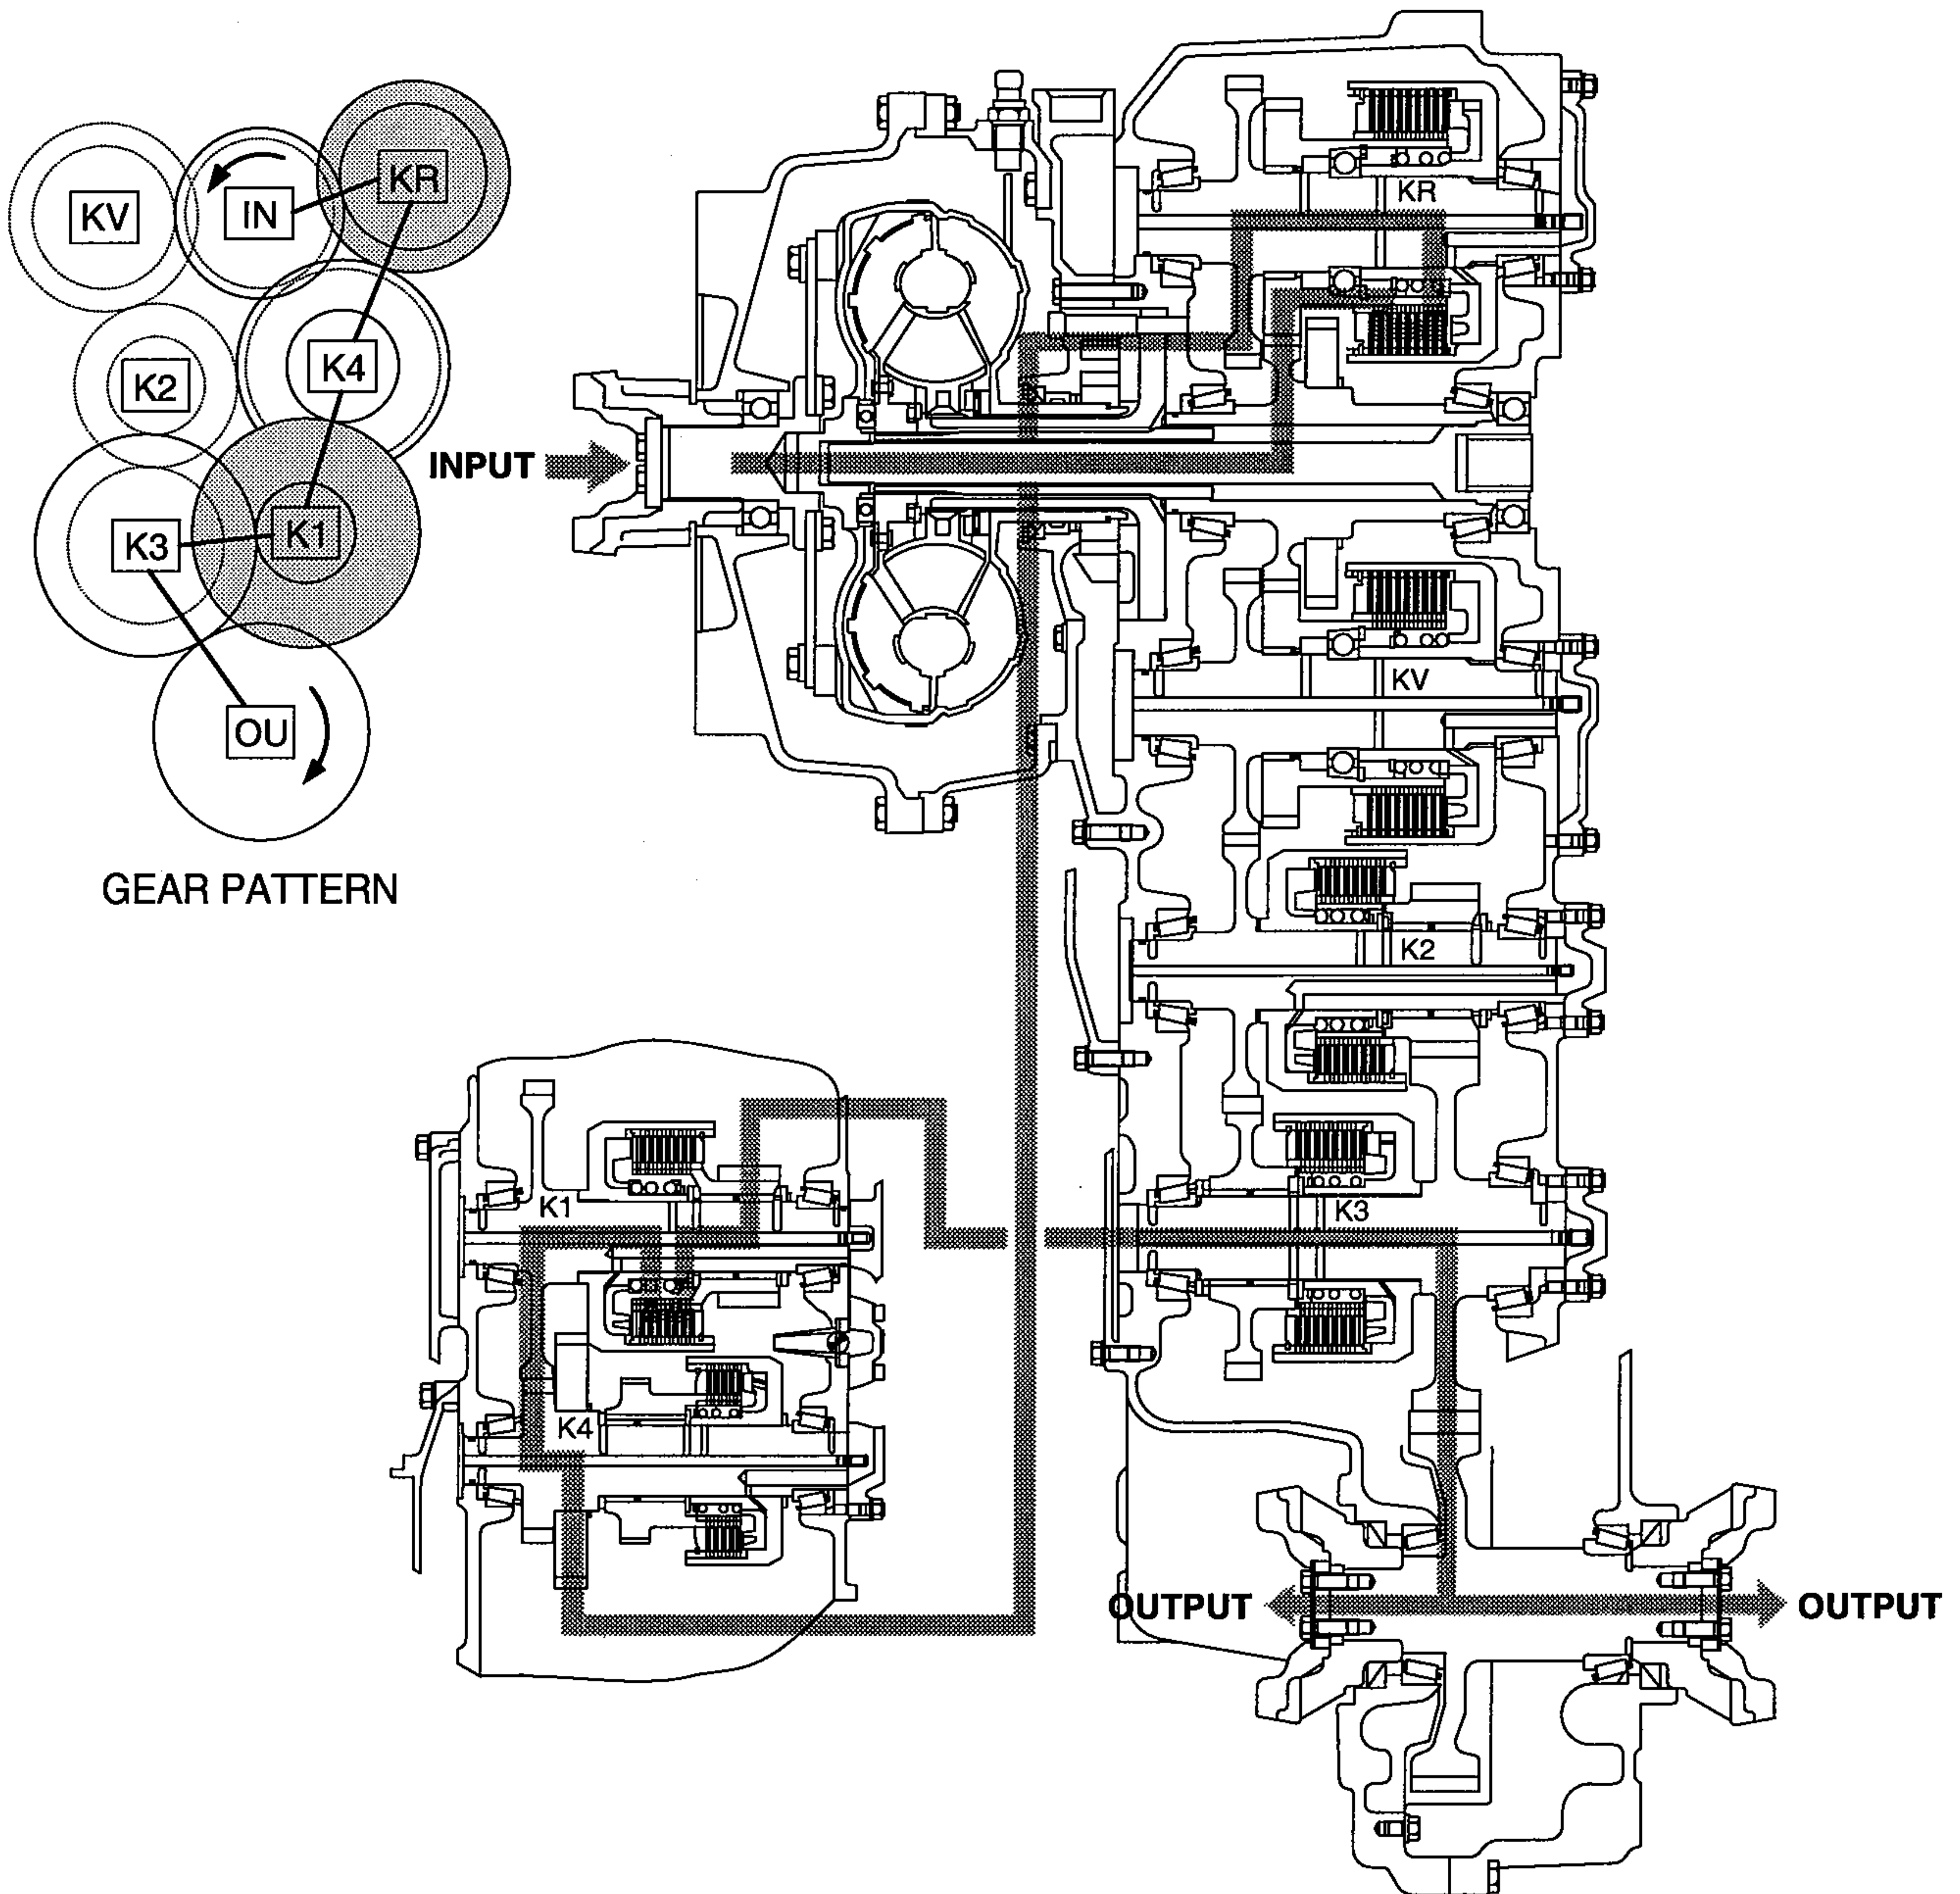 KV
IN
KR
K2
K4
K3
K1
OU
GEAR PATTERN
INPUT
KR
KV
K2
K1
K3
K4
OUTPUT
OUTPUT